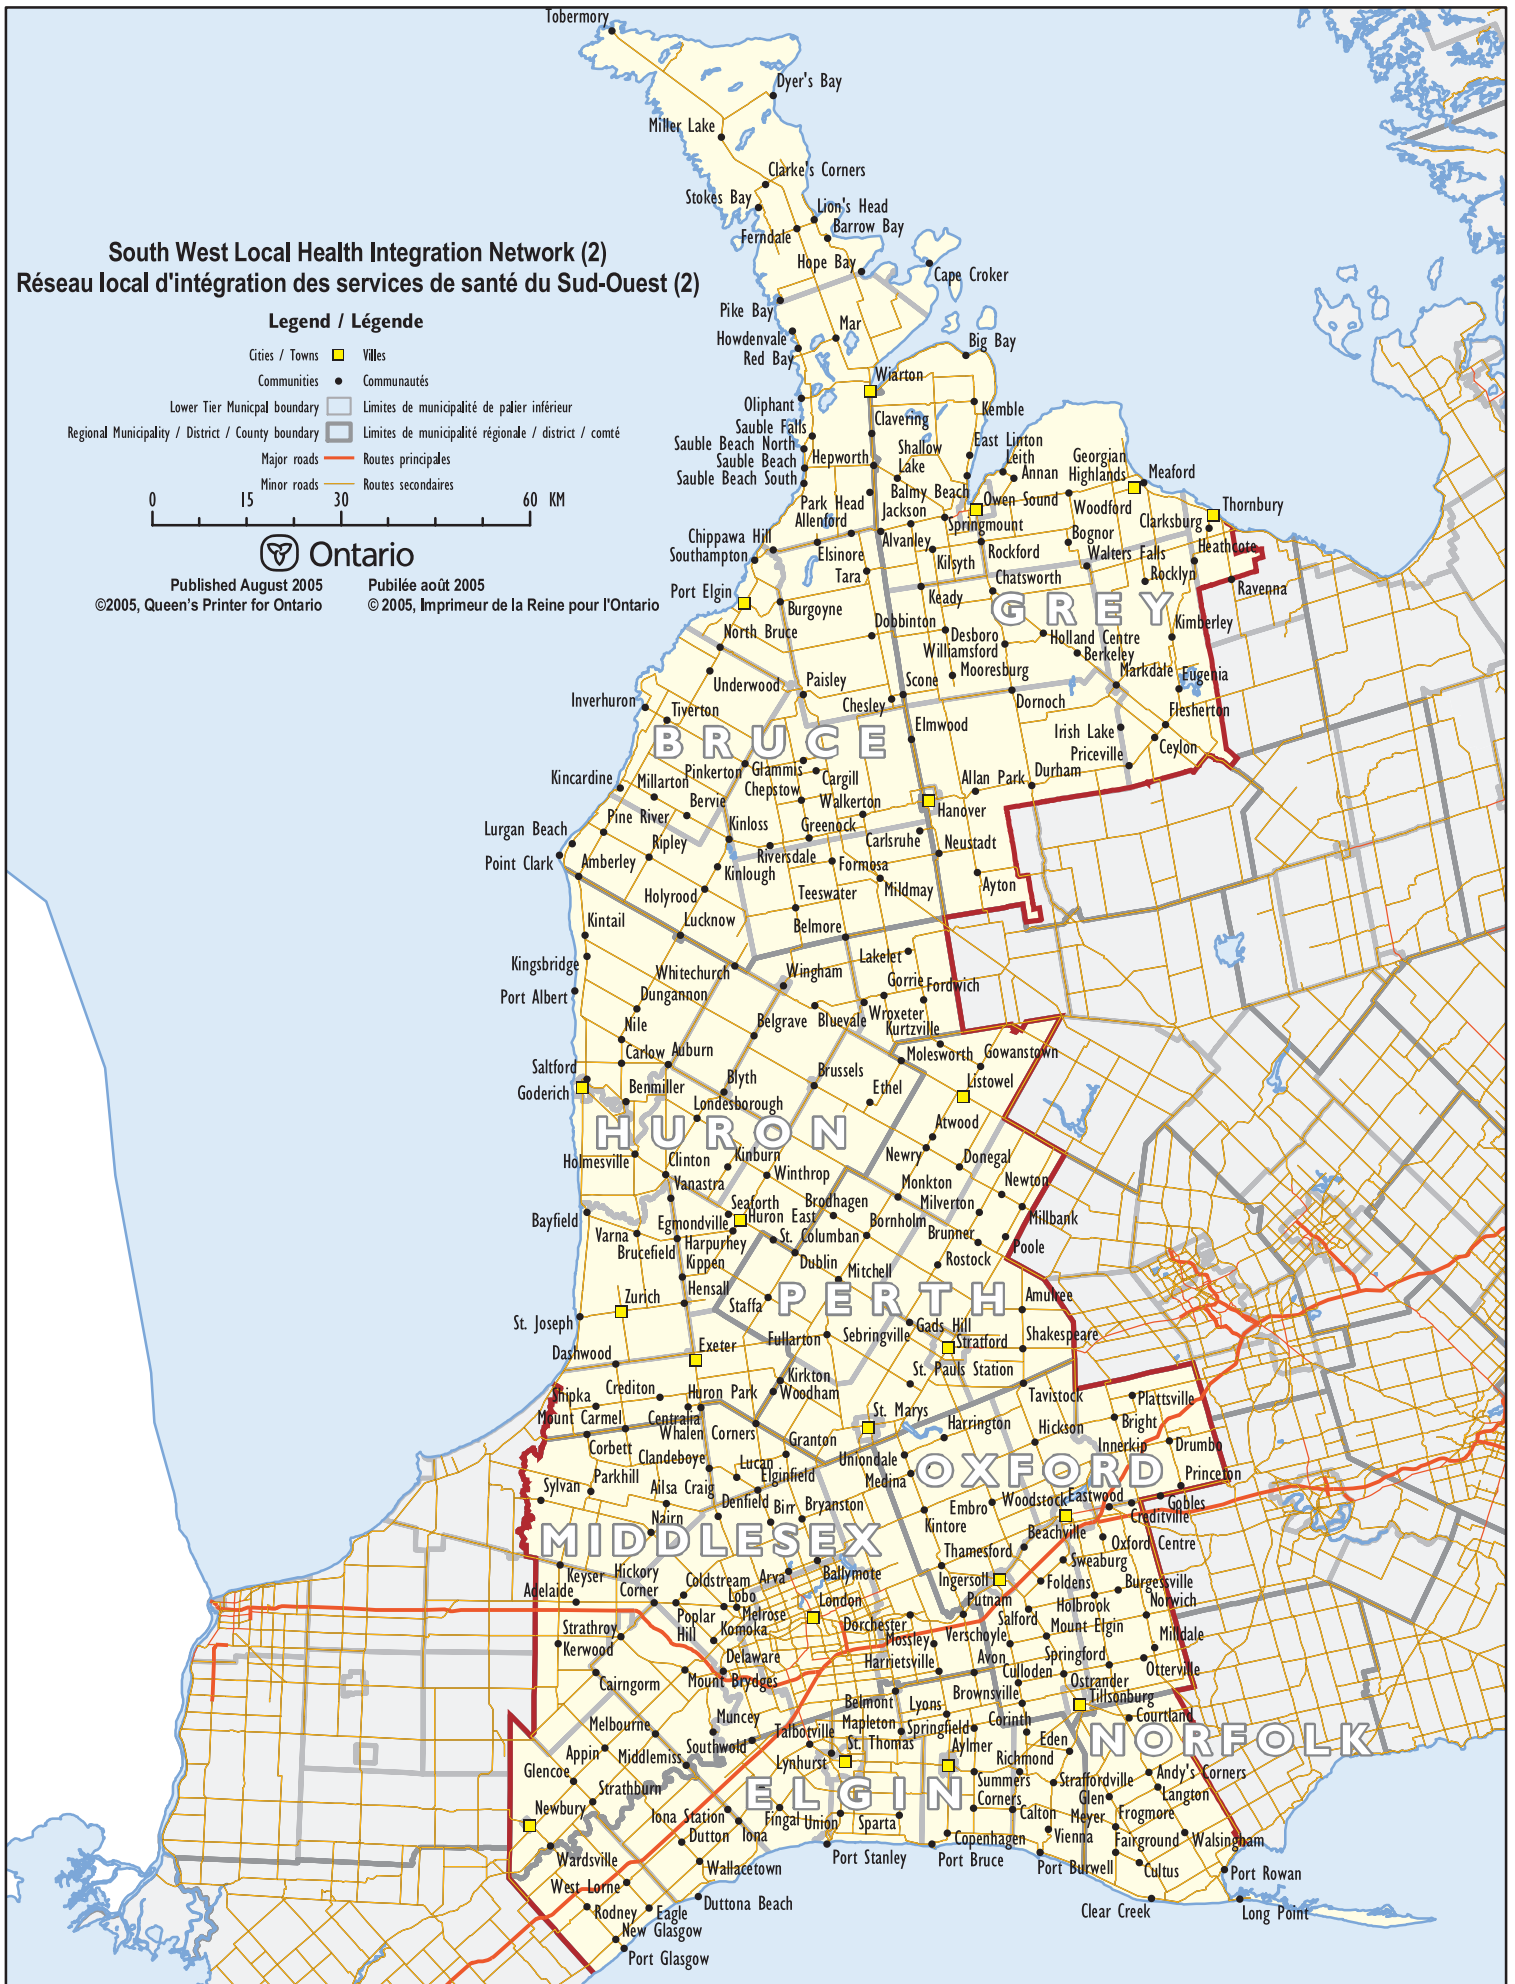 Tobermory
Dyer's Bay
Miller Lake
Clarke's Corners
Stokes Bay
Lion's Head
Barrow Bay
Ferndale
Hope Bay
Cape Croker
South West Local Health Integration Network (2)
Réseau local d'intégration des services de santé du Sud-Ouest (2)
Legend / Légende
Cities / Towns Villes
Communities Communautés
Lower Tier Municpal boundary Limites de municipalité de palier inférieur
Regional Municipality / District / County boundary Limites de municipalité régionale / district / comté
Major roads Routes principales
Minor roads Routes secondaires
0 15 30 60 KM
Ontario
Published August 2005 Pubilée août 2005
©2005, Queen's Printer for Ontario © 2005, Imprimeur de la Reine pour l'Ontario
Pike Bay
Mar
Howdenvale
Red Bay
Big Bay
Wiarton
Oliphant
Kemble
Clavering
Sauble Falls
Sauble Beach North
Sauble Beach
Sauble Beach South
Hepworth
Shallow
Lake
East Linton
Leith
Annan
Georgian
Highlands
Meaford
Park Head
Balmy Beach
Owen Sound
Woodford
Thornbury
Allenford
Jackson
Springmount
Clarksburg
Chippawa Hill
Southampton
Elsinore
Alvanley
Kilsyth
Rockford
Bognor
Walters Falls
Heathcote
Tara
Chatsworth
Rocklyn
Ravenna
Port Elgin
Burgoyne
Keady
GREY
North Bruce
Dobbinton
Desboro
Williamsford
Holland Centre
Berkeley
Kimberley
Underwood
Paisley
Scone
Mooresburg
Markdale
Eugenia
Inverhuron
Tiverton
Chesley
Dornoch
Flesherton
BRUCE
Elmwood
Irish Lake
Ceylon
Priceville
Kincardine
Millarton
Pinkerton
Glammis
Cargill
Allan Park
Durham
Bervie
Chepstow
Walkerton
Hanover
Lurgan Beach
Pine River
Kinloss
Greenock
Carlsruhe
Neustadt
Point Clark
Amberley
Ripley
Riversdale
Formosa
Kinlough
Mildmay
Ayton
Holyrood
Teeswater
Kintail
Lucknow
Belmore
Kingsbridge
Whitechurch
Wingham
Lakelet
Port Albert
Dungannon
Gorrie
Fordwich
Nile
Belgrave
Bluevale
Wroxeter
Kurtzville
Saltford
Carlow
Auburn
Molesworth
Gowanstown
Goderich
Benmiller
Blyth
Brussels
Ethel
Listowel
Londesborough
HURON
Atwood
Holmesville
Clinton
Kinburn
Winthrop
Newry
Donegal
Vanastra
Monkton
Newton
Bayfield
Seaforth
Egmondville
Huron East
Brodhagen
Milverton
Millbank
Varna
Brucefield
Harpurhey
St. Columban
Bornholm
Brunner
Poole
Kippen
Dublin
Mitchell
Rostock
Zurich
Hensall
Staffa
PERTH
Amulree
St. Joseph
Fullarton
Sebringville
Gads Hill
Stratford
Shakespeare
Dashwood
Exeter
St. Pauls Station
Shipka
Crediton
Huron Park
Kirkton
Woodham
Tavistock
Plattsville
Mount Carmel
Centralia
Whalen Corners
St. Marys
Harrington
Hickson
Bright
Corbett
Clandeboye
Granton
Uniondale
Innerkip
Drumbo
Parkhill
Lucan
Elginfield
Medina
OXFORD
Princeton
Sylvan
Ailsa Craig
Denfield
Birr
Bryanston
Embro
Woodstock
Eastwood
Gobles
Creditville
Nairn
Kintore
Beachville
Oxford Centre
MIDDLESEX
Thamesford
Sweaburg
Keyser
Hickory
Corner
Coldstream
Arva
Ballymote
Ingersoll
Foldens
Burgessville
Adelaide
Lobo
London
Putnam
Holbrook
Norwich
Poplar
Hill
Melrose
Komoka
Dorchester
Salford
Mount Elgin
Strathroy
Kerwood
Mossley
Verschoyle
Milldale
Delaware
Harrietsville
Avon
Springford
Otterville
Cairngorm
Mount Brydges
Culloden
Ostrander
Tillsonburg
Belmont
Lyons
Brownsville
Courtland
Melbourne
Muncey
Talbotville
Mapleton
Springfield
Corinth
NORFOLK
Appin
Middlemiss
Southwold
St. Thomas
Aylmer
Eden
Glencoe
Lynhurst
Richmond
Andy's Corners
Strathburn
ELGIN
Summers
Corners
Straffordville
Langton
Newbury
Iona Station
Fingal
Union
Sparta
Calton
Glen
Meyer
Frogmore
Dutton
Iona
Copenhagen
Vienna
Fairground
Walsingham
Wardsville
Wallacetown
Port Stanley
Port Bruce
Port Burwell
Cultus
Port Rowan
West Lorne
Duttona Beach
Clear Creek
Long Point
Rodney
Eagle
New Glasgow
Port Glasgow